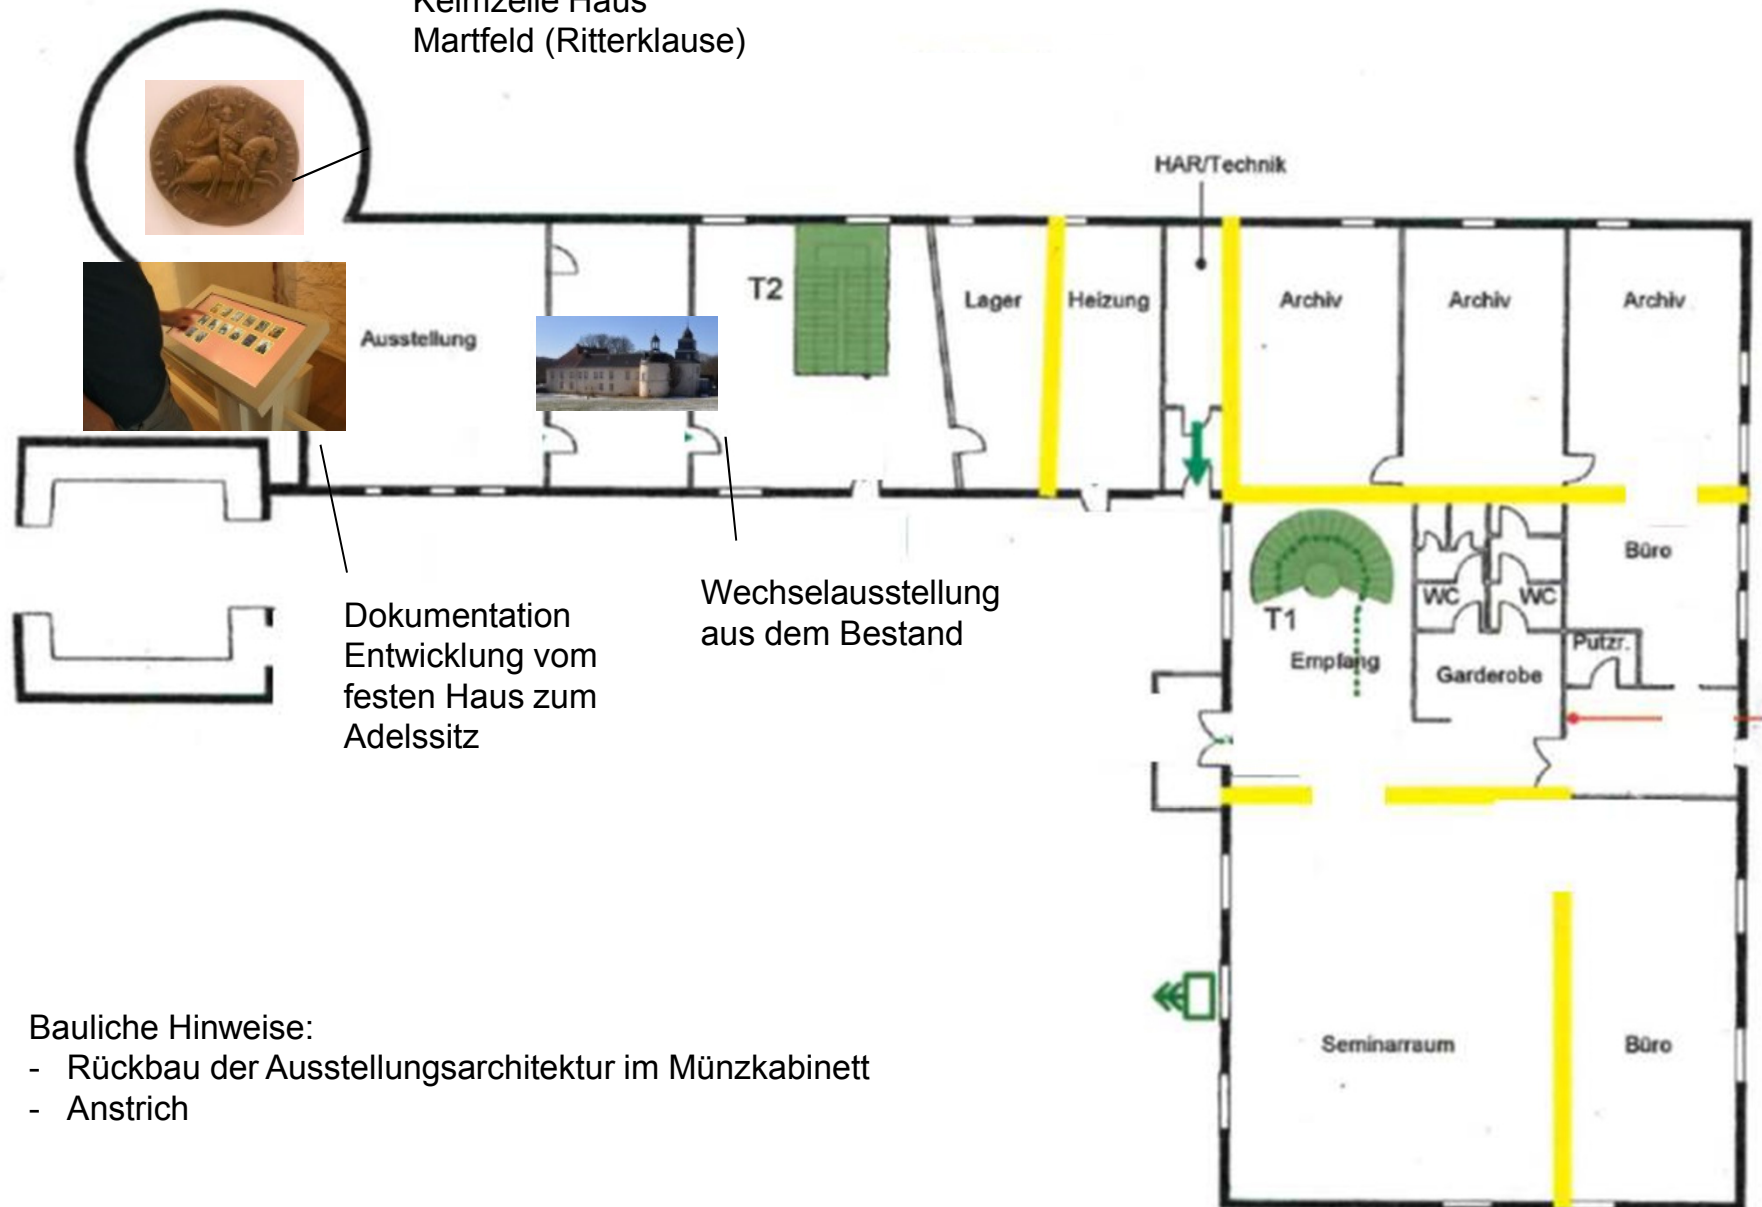 Keimzelle Haus
Martfeld (Ritterklause)
HAR/Technik
Ausstellung
T2
Lager
Heizung
Archiv
Archiv
Archiv
Büro
WC
WC
T1
Empfang
Putzr.
Garderobe
Dokumentation
Entwicklung vom
festen Haus zum
Adelssitz
Wechselausstellung
aus dem Bestand
Seminarraum
Büro
Bauliche Hinweise:
- Rückbau der Ausstellungsarchitektur im Münzkabinett
- Anstrich